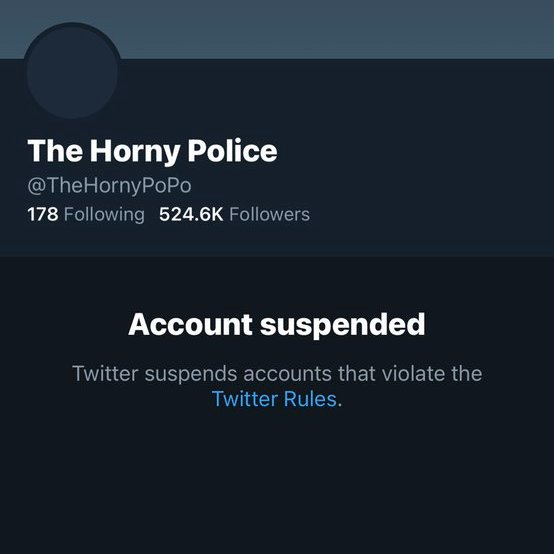 The Horny Police
@TheHornyPoPo
178 Following 524.6K Followers
Account suspended
Twitter suspends accounts that violate the
Twitter Rules.